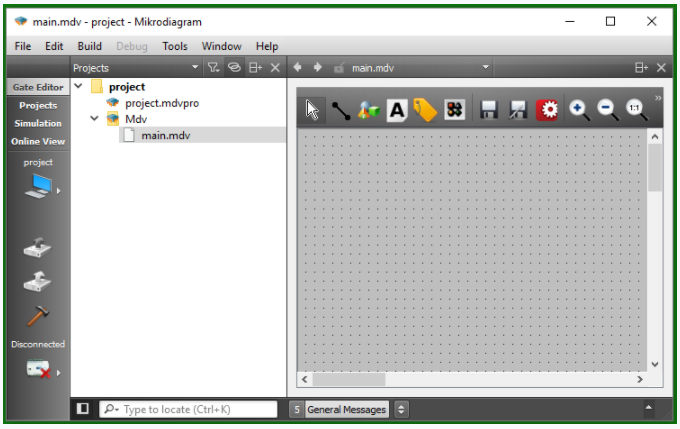 main.mdv - project - Mikrodiagram
File Edit Build Debug Tools Window Help
Projects
main.mdv
Gate Editor
Projects
Simulation
Online View
project
Disconnected
project
project.mdvpro
Mdv
main.mdv
A
1:1
»
Type to locate (Ctrl+K)
5 General Messages